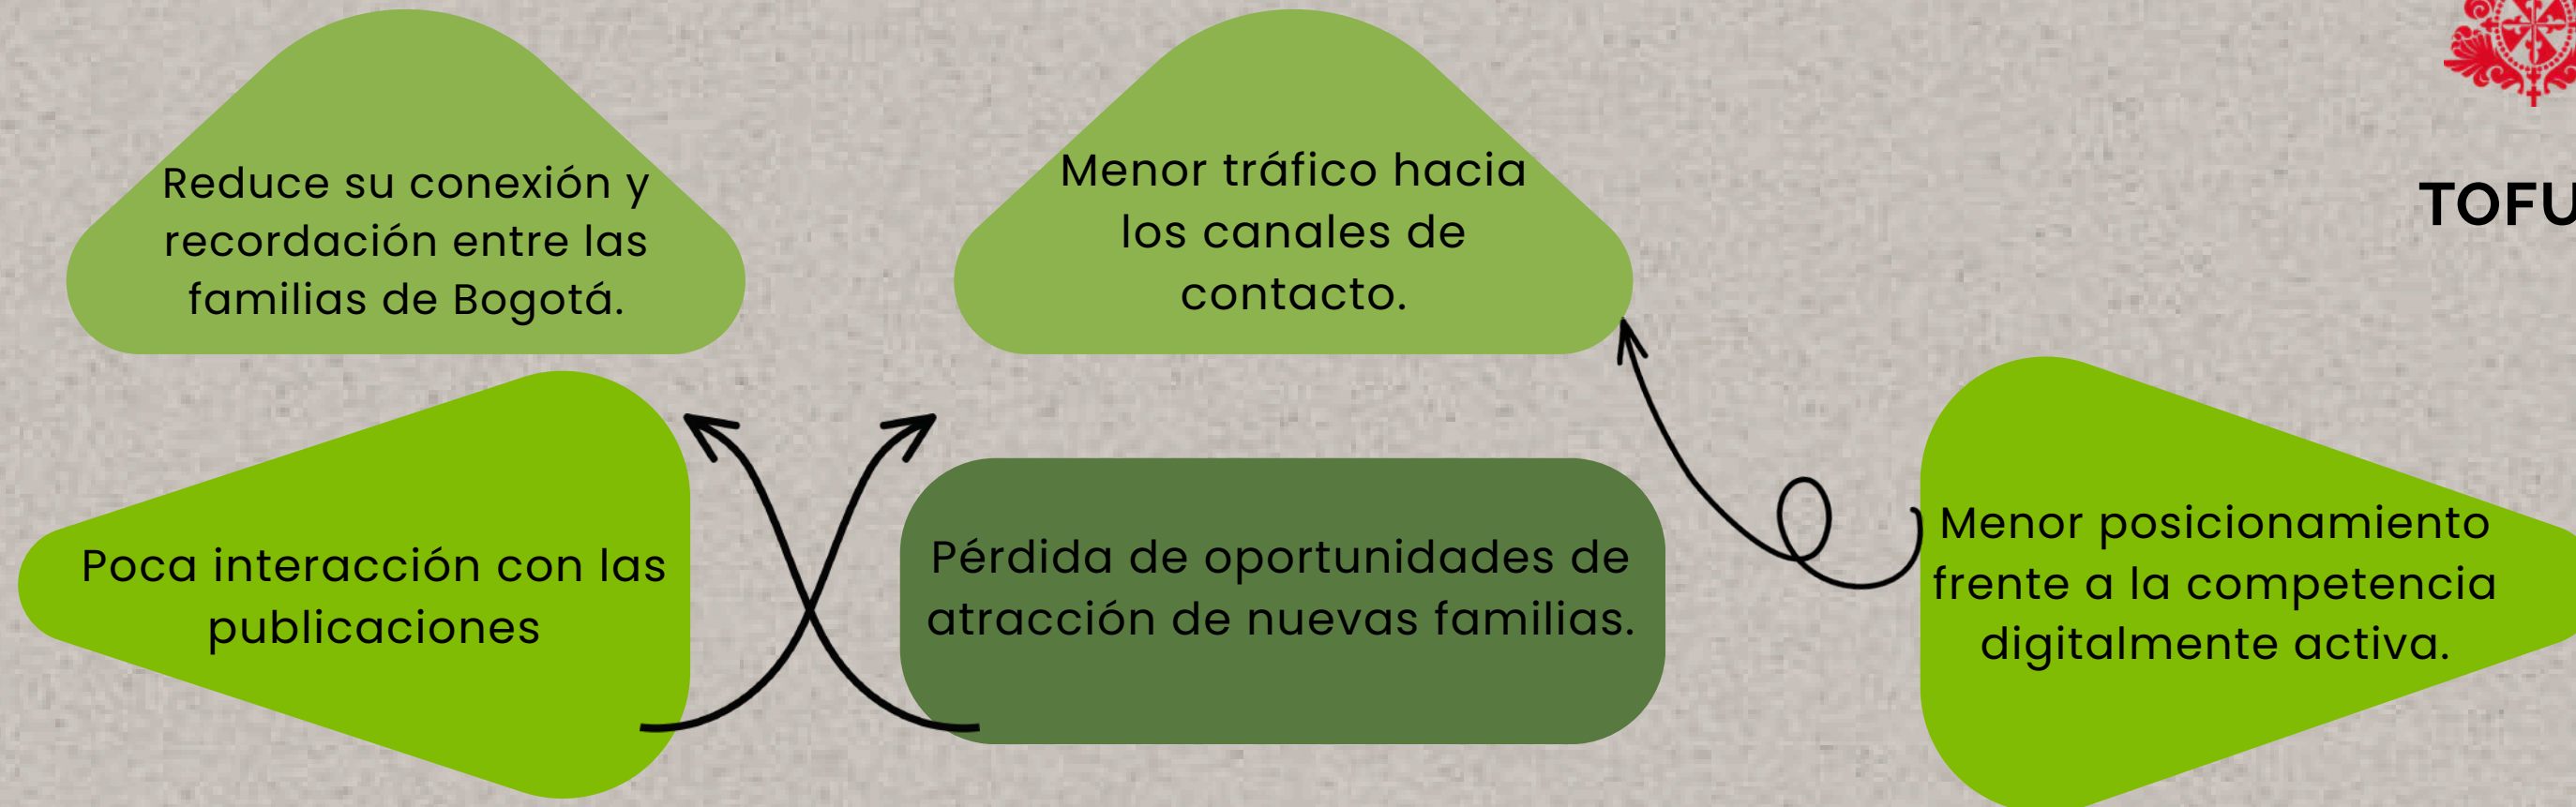 Reduce su conexión y
recordación entre las
familias de Bogotá.
Menor tráfico hacia
los canales de
contacto.
TOFU
Poca interacción con las
publicaciones
Pérdida de oportunidades de
atracción de nuevas familias.
Menor posicionamiento
frente a la competencia
digitalmente activa.